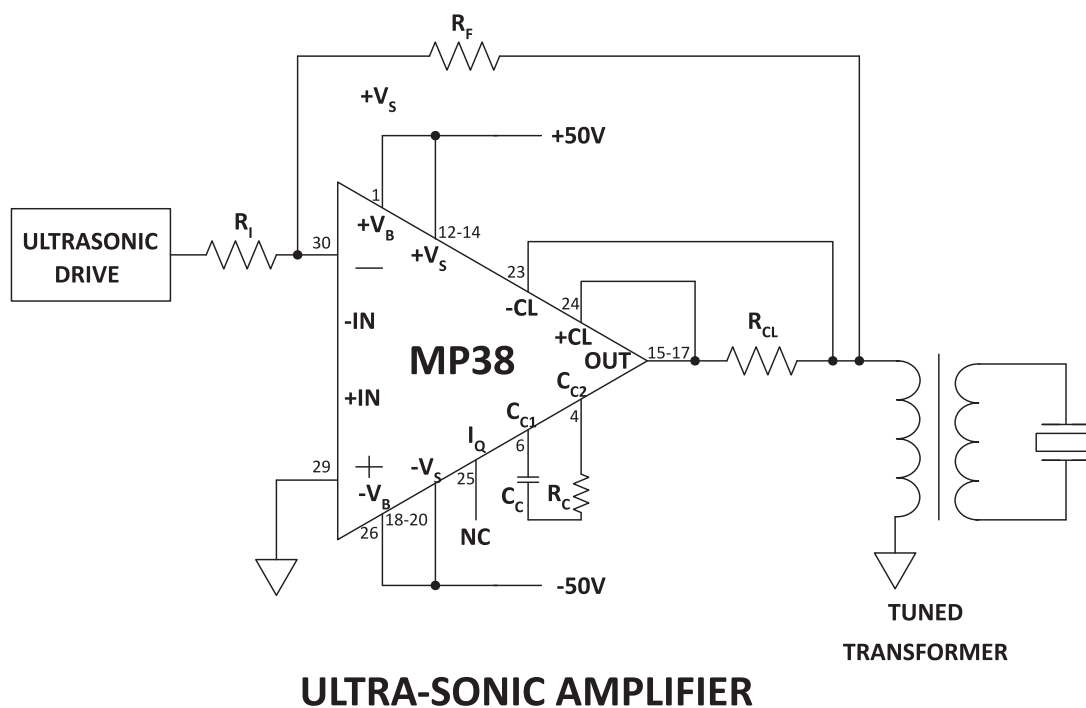 R_F
+V_S
+50V
1
ULTRASONIC
DRIVE
R_I
30
+V_B
12-14
+V_S
23
-CL
24
+CL
-IN
MP38
OUT
15-17
R_CL
+IN
C_C2
4
C_C1
6
I_Q
25
29
-V_S
-V_B
18-20
26
C_C
R_C
NC
-50V
TUNED
TRANSFORMER
ULTRA-SONIC AMPLIFIER